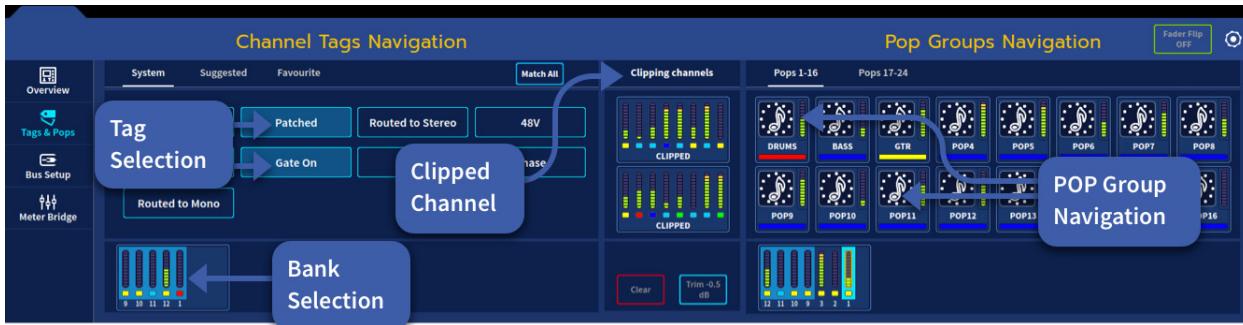 Channel Tags Navigation
Pop Groups Navigation
Fader Flip
OFF
Overview
Tags & Pops
Bus Setup
Meter Bridge
System Suggested Favourite
Match All
Tag
Selection
Patched
Routed to Stereo
48V
Gate On
hase
Routed to Mono
Bank
Selection
9 10 11 12 1
Clipping channels
CLIPPED
CLIPPED
Clipped
Channel
Clear
Trim -0.5
dB
Pops 1-16 Pops 17-24
DRUMS BASS GTR POP4 POP5 POP6 POP7 POP8
POP9 POP10 POP11 POP12 POP13 P16
POP Group
Navigation
12 11 10 9 3 2 1